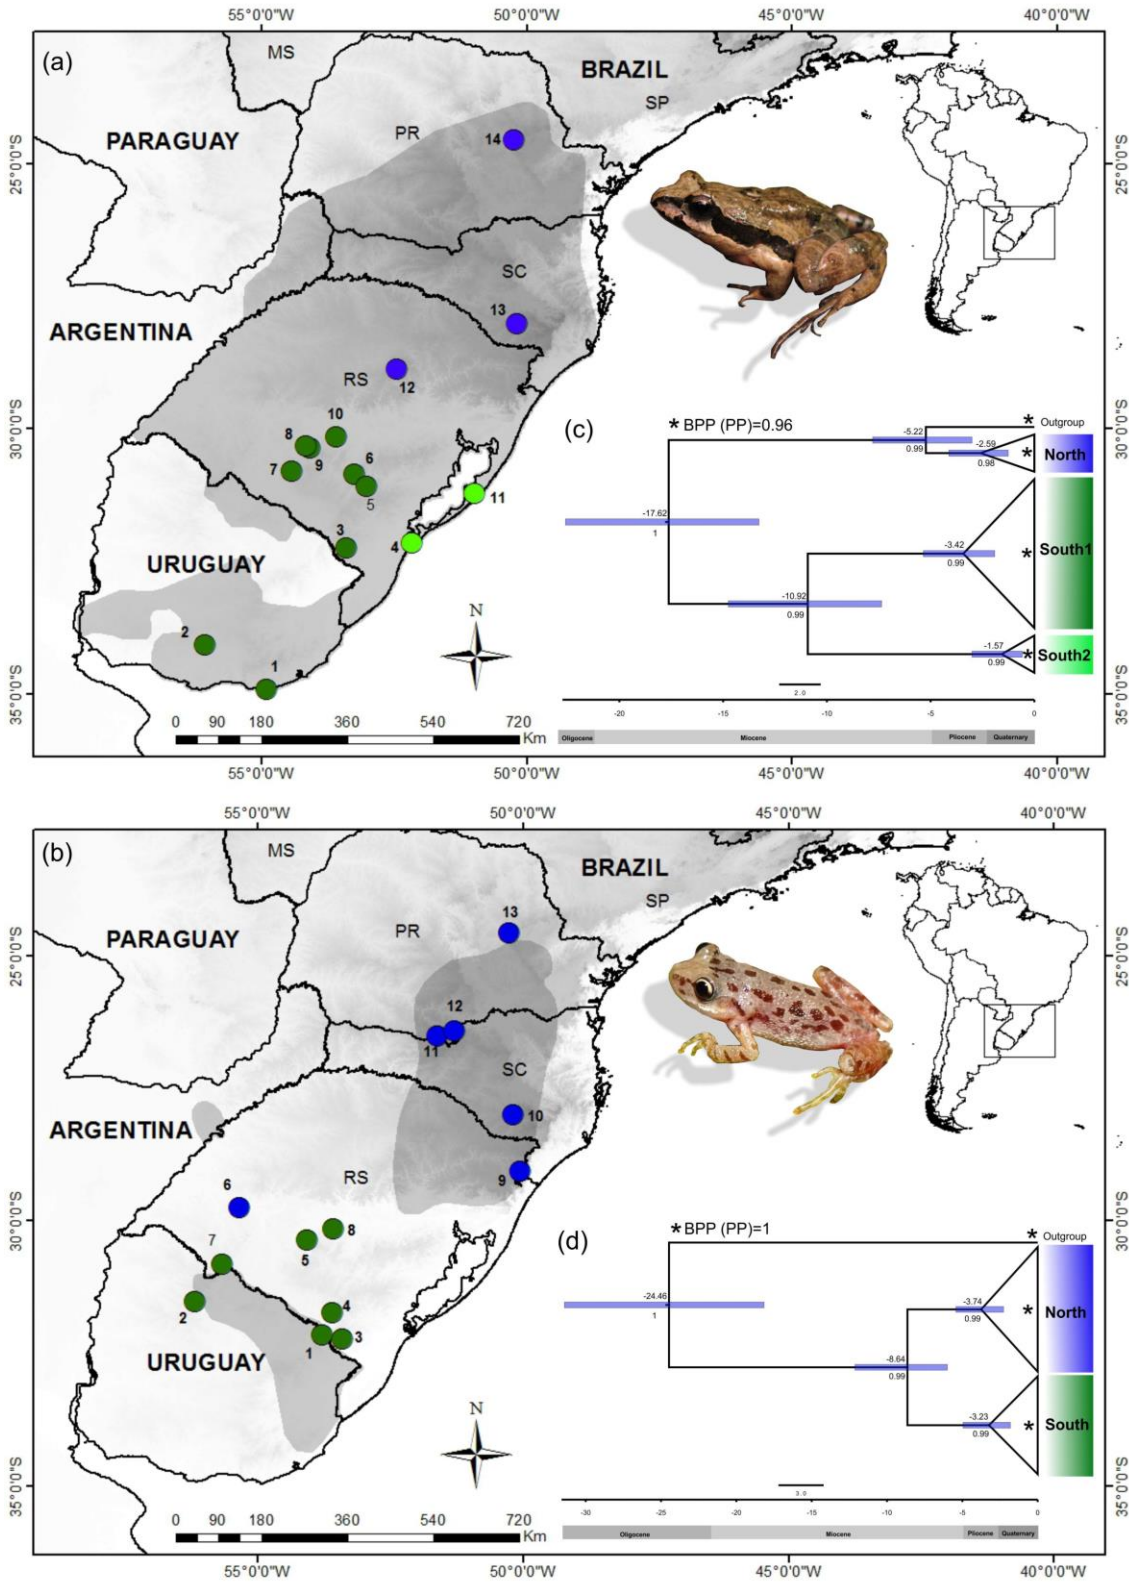 55°0'0"W 50°0'0"W 45°0'0"W 40°0'0"W
(a)
MS
BRAZIL
SP
PARAGUAY
PR
14
25°0'0"S
25°0'0"S
SC
13
ARGENTINA
RS
12
10
8
9
7
6
5
11
3
4
30°0'0"S
30°0'0"S
URUGUAY
2
1
N
35°0'0"S
35°0'0"S
0 90 180 360 540 720
Km
(c)
* BPP (PP)=0.96
*
Outgroup
-5.22
0.99
-2.59
0.98
*
North
-17.62
1
-3.42
0.99
*
South1
-10.92
0.99
-1.57
0.99
*
South2
2.0
-20 -15 -10 -5 0
Oligocene Miocene Pliocene Quaternary
55°0'0"W 50°0'0"W 45°0'0"W 40°0'0"W
(b)
MS
BRAZIL
SP
PARAGUAY
PR
13
25°0'0"S
25°0'0"S
12
11
SC
10
ARGENTINA
RS
9
6
8
7
5
30°0'0"S
30°0'0"S
2
4
1
3
URUGUAY
N
35°0'0"S
35°0'0"S
0 90 180 360 540 720
Km
(d)
* BPP (PP)=1
*
Outgroup
-24.46
1
-3.74
0.99
*
North
-8.64
0.99
-3.23
0.99
*
South
3.0
-30 -25 -20 -15 -10 -5 0
Oligocene Miocene Pliocene Quaternary
55°0'0"W 50°0'0"W 45°0'0"W 40°0'0"W